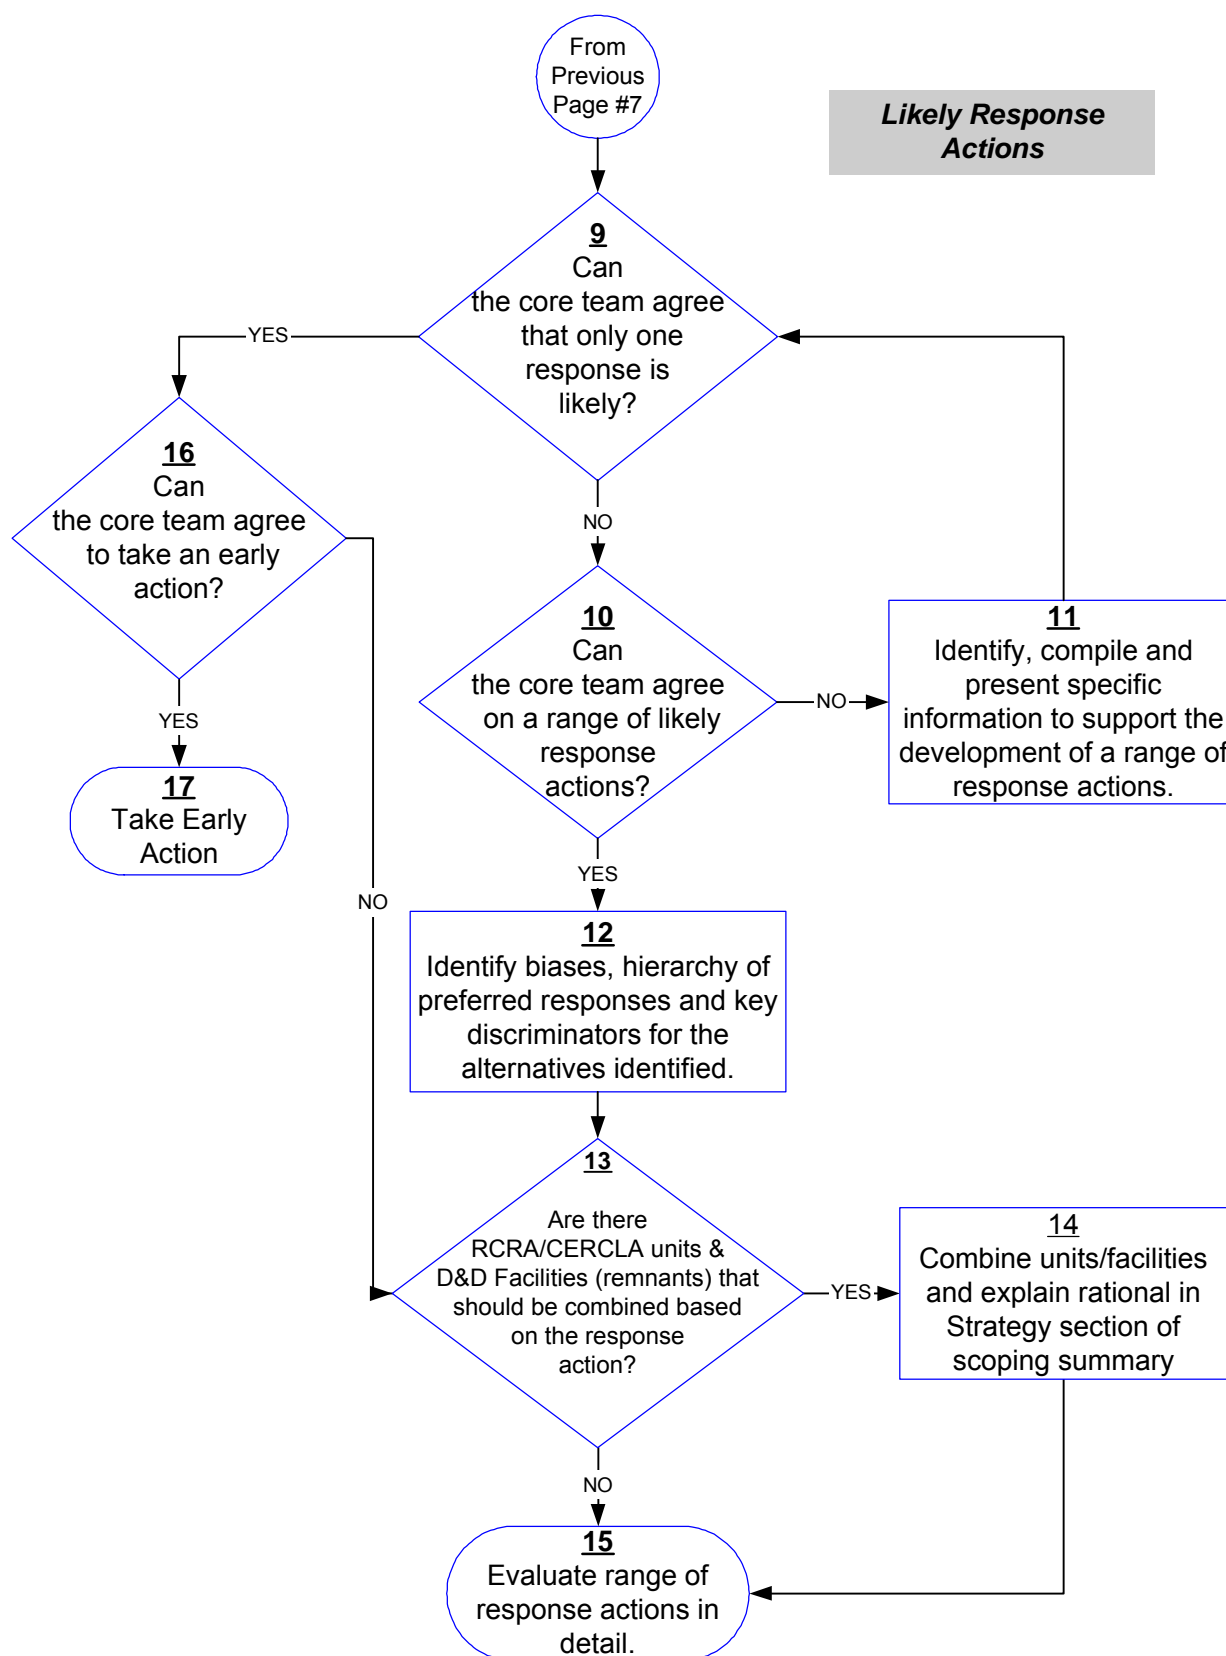 From
Previous
Page #7
Likely Response
Actions
9
Can
the core team agree
that only one
response is
likely?
YES
16
Can
the core team agree
to take an early
action?
NO
10
Can
the core team agree
on a range of likely
response
actions?
NO
11
Identify, compile and
present specific
information to support the
development of a range of
response actions.
YES
17
Take Early
Action
YES
NO
12
Identify biases, hierarchy of
preferred responses and key
discriminators for the
alternatives identified.
13
Are there
RCRA/CERCLA units &
D&D Facilities (remnants) that
should be combined based
on the response
action?
YES
14
Combine units/facilities
and explain rational in
Strategy section of
scoping summary
NO
15
Evaluate range of
response actions in
detail.